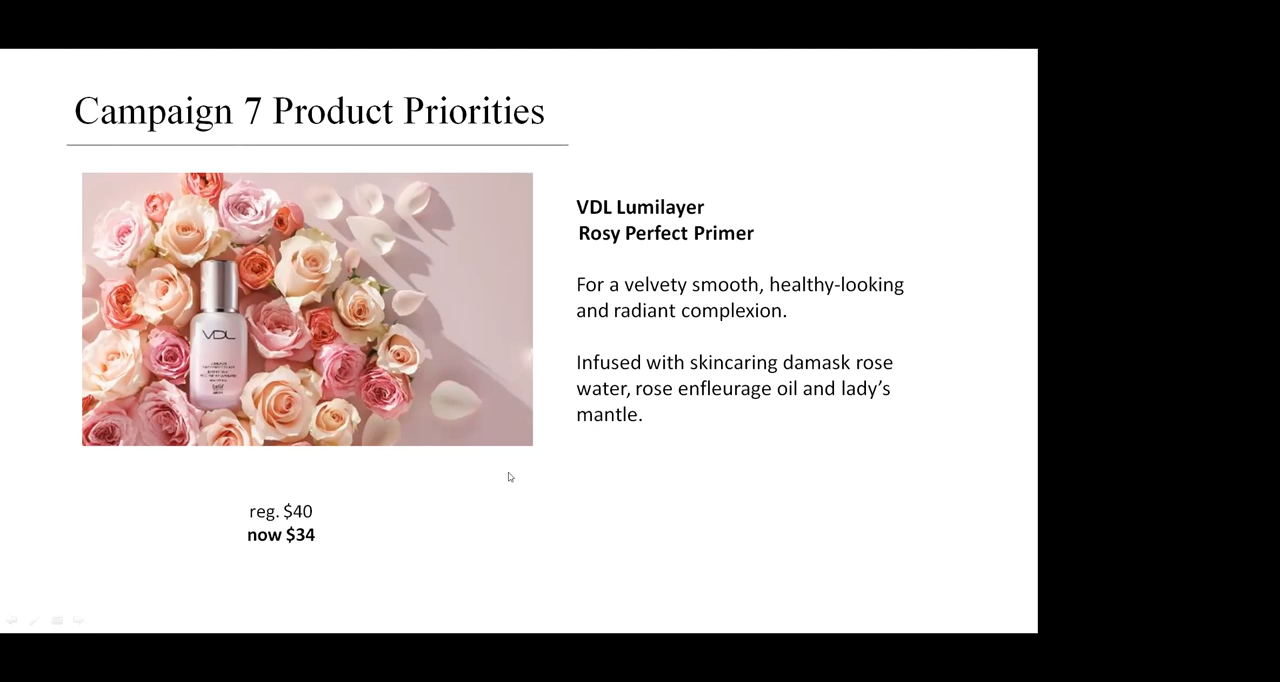 Campaign 7 Product Priorities
VDL
VDL Lumilayer
Rosy Perfect Primer
For a velvety smooth, healthy-looking
and radiant complexion.
Infused with skincaring damask rose
water, rose enfleurage oil and lady’s
mantle.
reg. $40
now $34